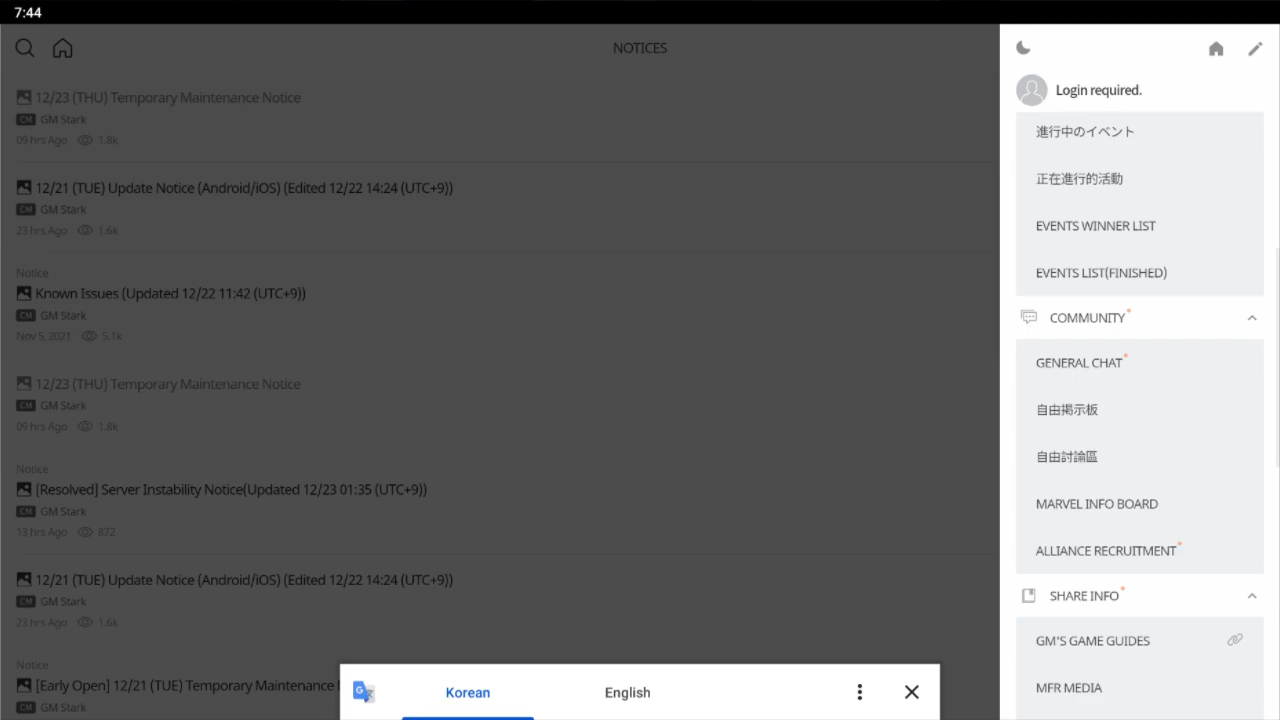 7:44
NOTICES
12/23 (THU) Temporary Maintenance Notice
CM GM Stark
09 hrs Ago 1.8k
12/21 (TUE) Update Notice (Android/iOS) (Edited 12/22 14:24 (UTC+9))
CM GM Stark
23 hrs Ago 1.6k
Notice
Known Issues (Updated 12/22 11:42 (UTC+9))
CM GM Stark
Nov 5, 2021 5.1k
12/23 (THU) Temporary Maintenance Notice
CM GM Stark
09 hrs Ago 1.8k
Notice
[Resolved] Server Instability Notice(Updated 12/23 01:35 (UTC+9))
CM GM Stark
13 hrs Ago 872
12/21 (TUE) Update Notice (Android/iOS) (Edited 12/22 14:24 (UTC+9))
CM GM Stark
23 hrs Ago 1.6k
Notice
[Early Open] 12/21 (TUE) Temporary Maintenance
CM GM Stark
Login required.
進行中のイベント
正在進行的活動
EVENTS WINNER LIST
EVENTS LIST(FINISHED)
COMMUNITY*
GENERAL CHAT*
自由掲示板
自由討論區
MARVEL INFO BOARD
ALLIANCE RECRUITMENT*
SHARE INFO*
GM'S GAME GUIDES
MFR MEDIA
G Korean English